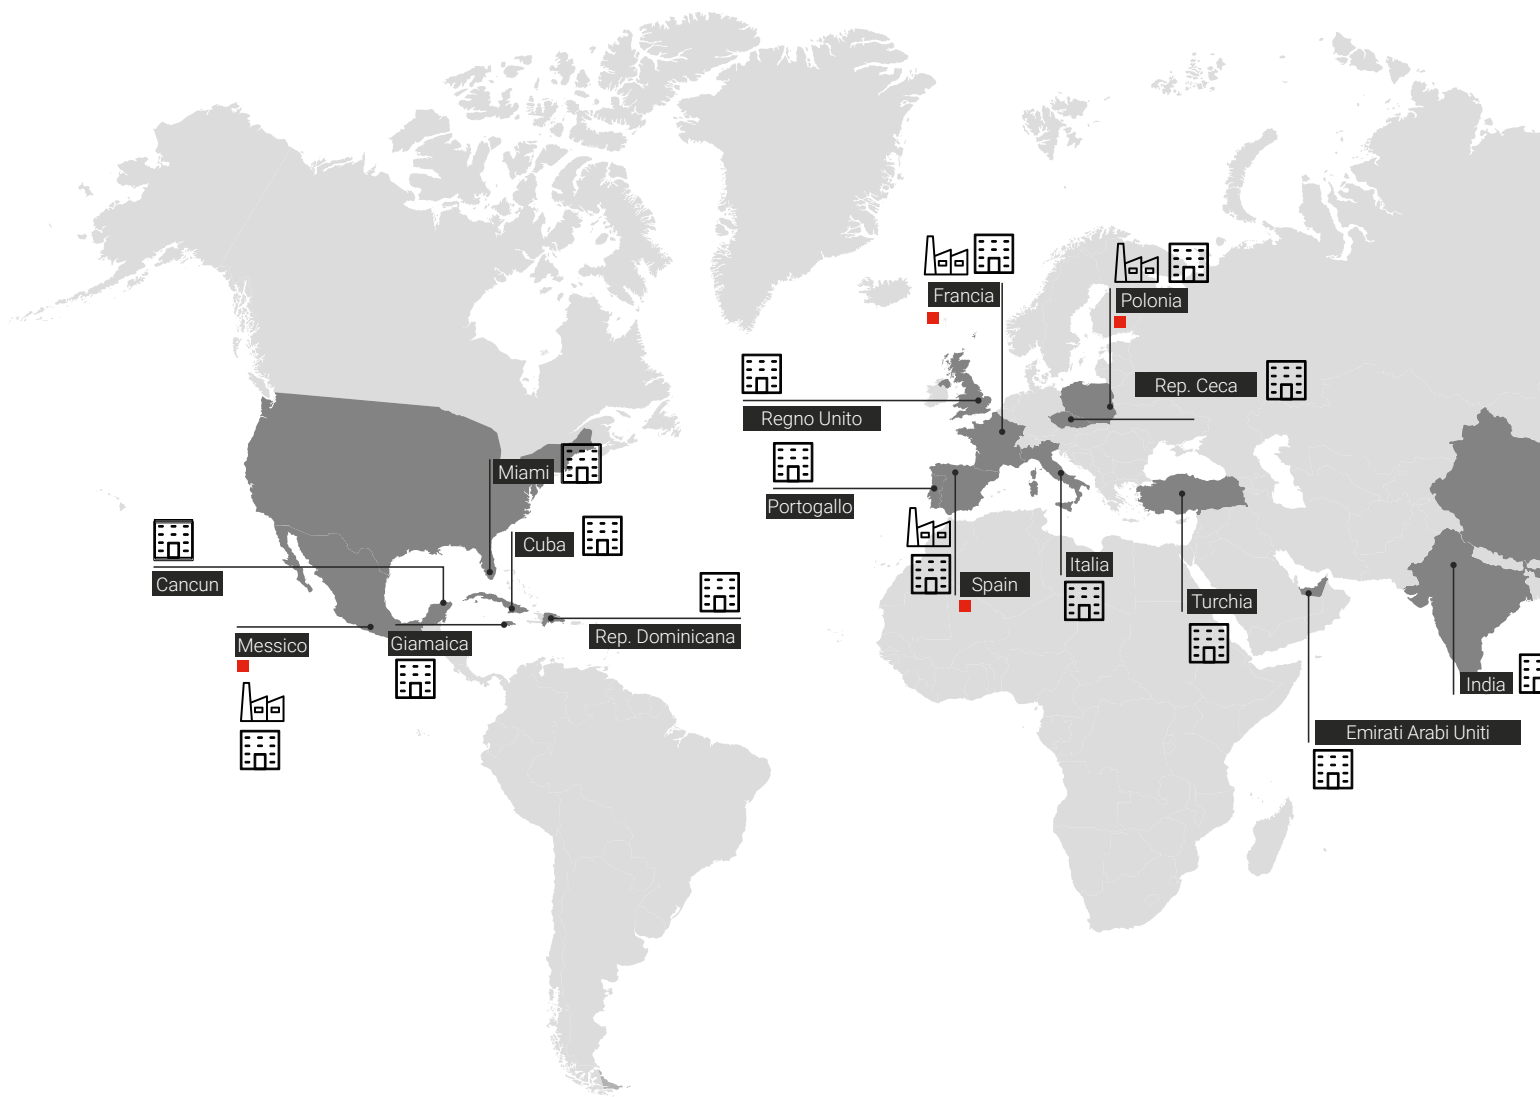 Francia
Polonia
Rep. Ceca
Regno Unito
Miami
Portogallo
Cuba
Italia
Cancun
Spain
Turchia
Rep. Dominicana
Messico
Giamaica
India
Emirati Arabi Uniti